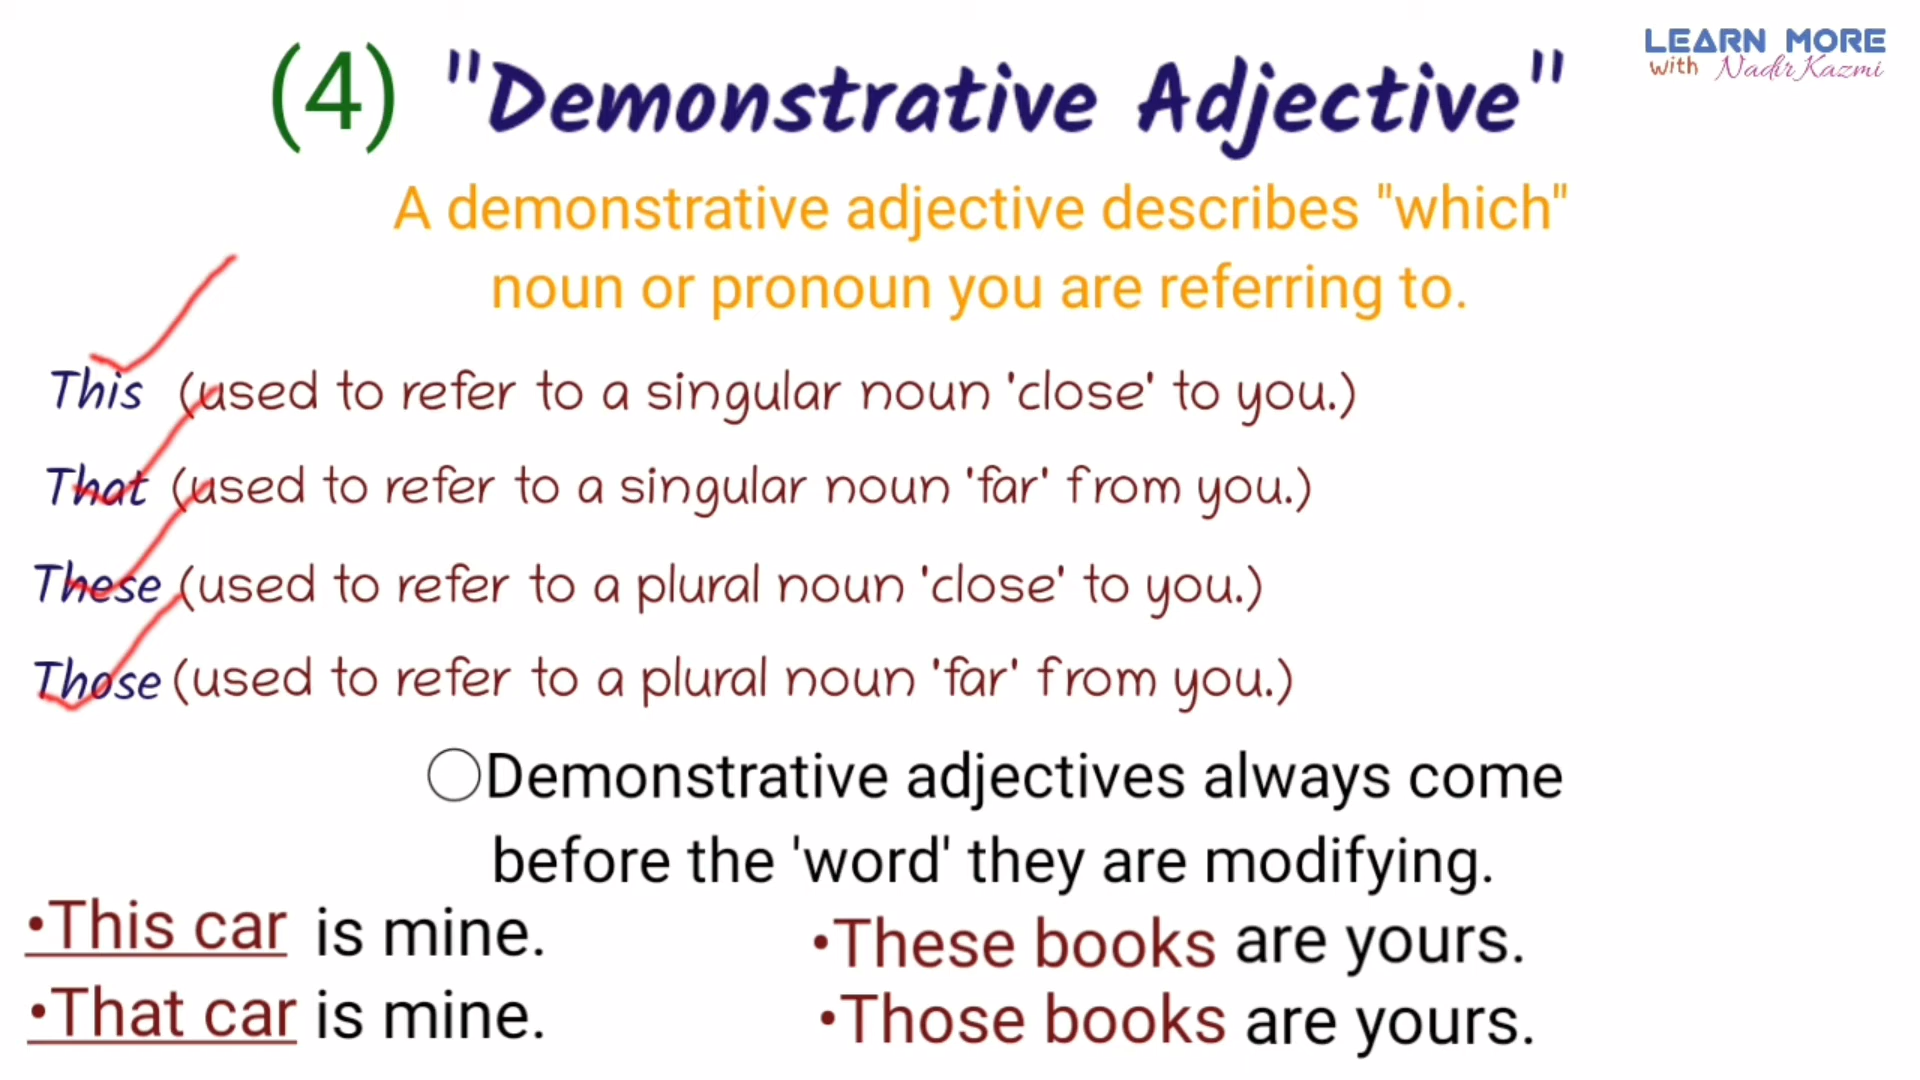 LEARN MORE
with Nadir Kazmi
(4) "Demonstrative Adjective"
A demonstrative adjective describes "which"
noun or pronoun you are referring to.
This (used to refer to a singular noun 'close' to you.)
That (used to refer to a singular noun 'far' from you.)
These (used to refer to a plural noun 'close' to you.)
Those (used to refer to a plural noun 'far' from you.)
○Demonstrative adjectives always come
before the 'word' they are modifying.
•This car is mine.
•That car is mine.
•These books are yours.
•Those books are yours.